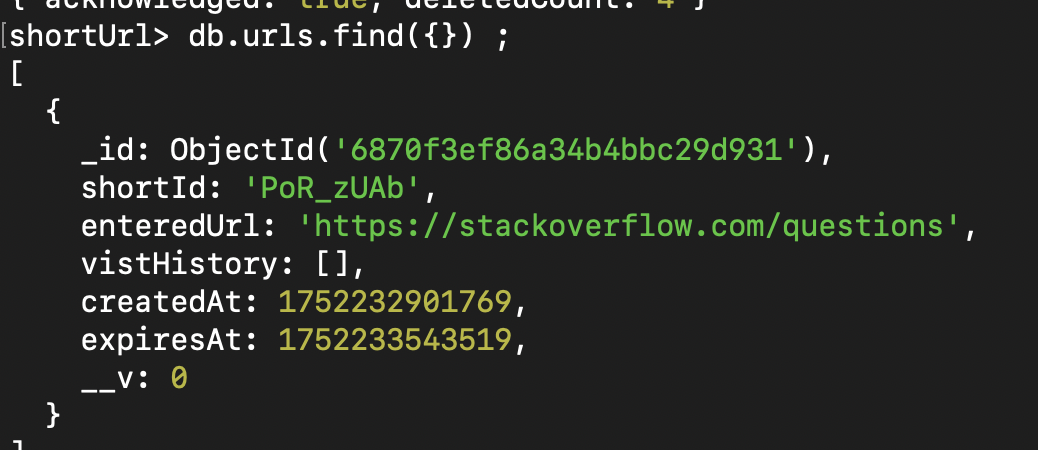 { acknowledged: true, deletedCount: 4 }
[shortUrl> db.urls.find({}) ;
[
  {
    _id: ObjectId('6870f3ef86a34b4bbc29d931'),
    shortId: 'PoR_zUAb',
    enteredUrl: 'https://stackoverflow.com/questions',
    vistHistory: [],
    createdAt: 1752232901769,
    expiresAt: 1752233543519,
    __v: 0
  }
]